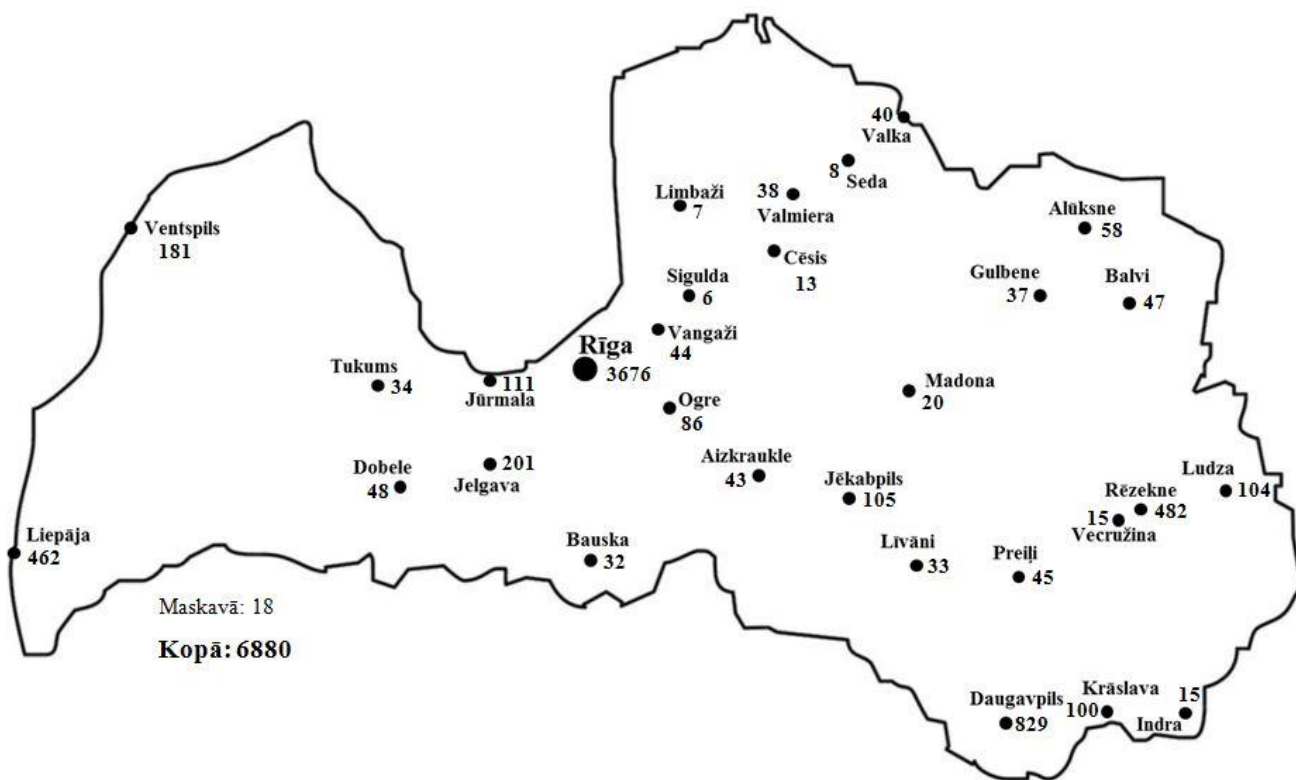 40
Valka
8
Seda
Limbaži
7
38
Valmiera
Alūksne
58
Ventspils
181
Cēsis
13
Sigulda
6
Gulbene
37
Balvi
47
Vangaži
44
Rīga
3676
Tukums
34
111
Jūrmala
Madona
20
Ogre
86
Aizkraukle
43
Jēkabpils
105
Ludza
104
Dobele
48
201
Jelgava
Rēzekne
482
15
Vecružina
Liepāja
462
Bauska
32
Līvāni
33
Preiļi
45
Maskavā: 18
Kopā: 6880
Daugavpils
829
Krāslava
100
15
Indra